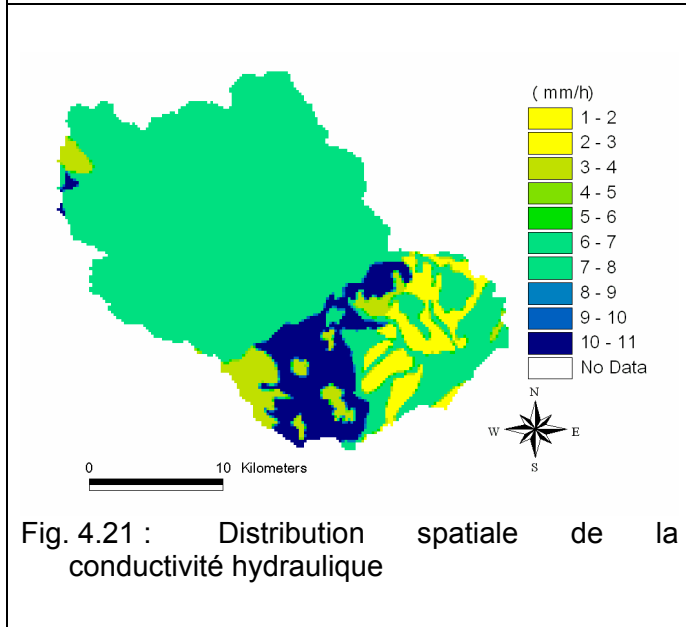 ( mm/h)
1 - 2
2 - 3
3 - 4
4 - 5
5 - 6
6 - 7
7 - 8
8 - 9
9 - 10
10 - 11
No Data
N
W E
S
0 10 Kilometers
Fig. 4.21 : Distribution spatiale de la
conductivité hydraulique